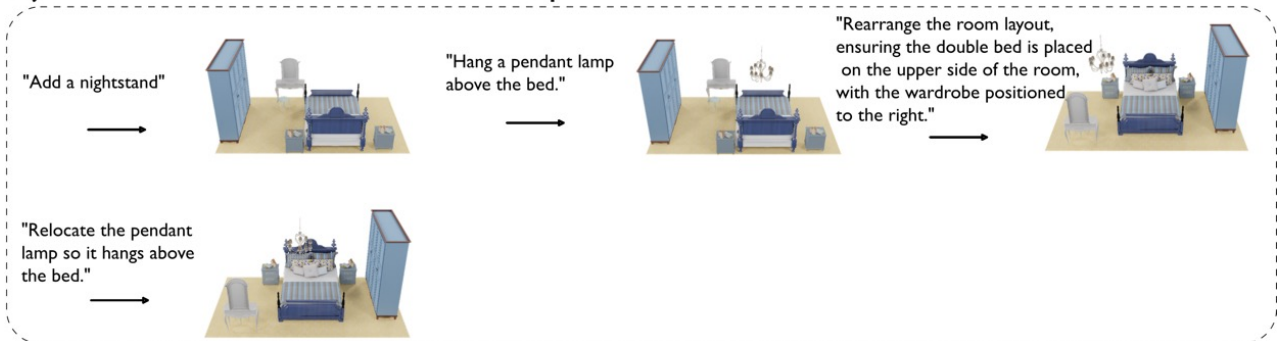 "Add a nightstand"
"Hang a pendant lamp
above the bed."
"Rearrange the room layout,
ensuring the double bed is placed
on the upper side of the room,
with the wardrobe positioned
to the right."
"Relocate the pendant
lamp so it hangs above
the bed."